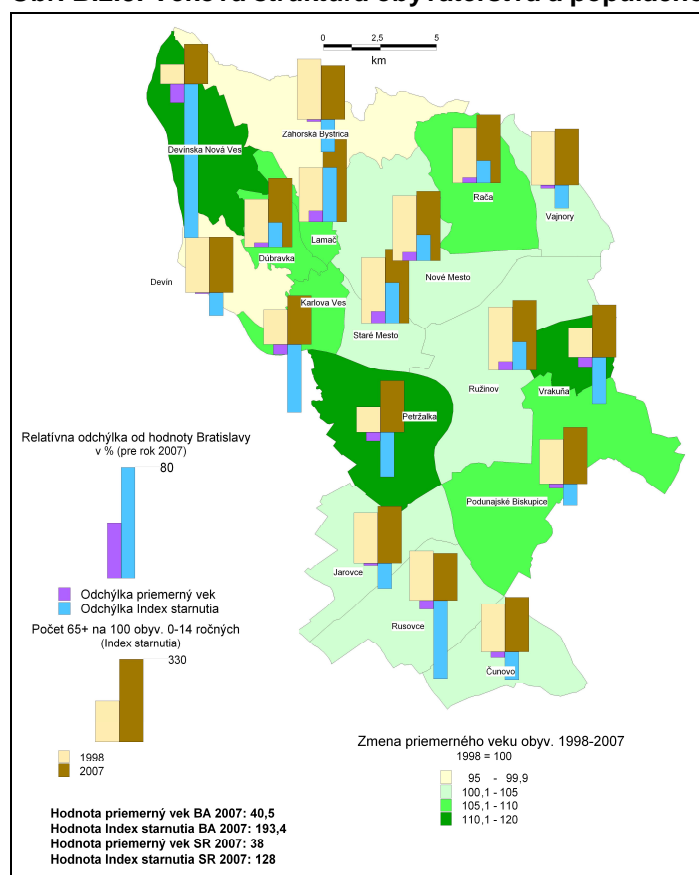 0 2,5 5
km
Záhorská Bystrica
Devínska Nová Ves
Rača
Vajnory
Lamač
Dúbravka
Nové Mesto
Devín
Karlova Ves
Staré Mesto
Ružinov
Vrakuňa
Petržalka
Podunajské Biskupice
Jarovce
Rusovce
Čunovo
Relatívna odchýlka od hodnoty Bratislavy
v % (pre rok 2007)
80
Odchýlka priemerný vek
Odchýlka Index starnutia
Počet 65+ na 100 obyv. 0-14 ročných
(Index starnutia)
330
1998
2007
Zmena priemerného veku obyv. 1998-2007
1998 = 100
95 - 99,9
100,1 - 105
105,1 - 110
110,1 - 120
Hodnota priemerný vek BA 2007: 40,5
Hodnota Index starnutia BA 2007: 193,4
Hodnota priemerný vek SR 2007: 38
Hodnota Index starnutia SR 2007: 128